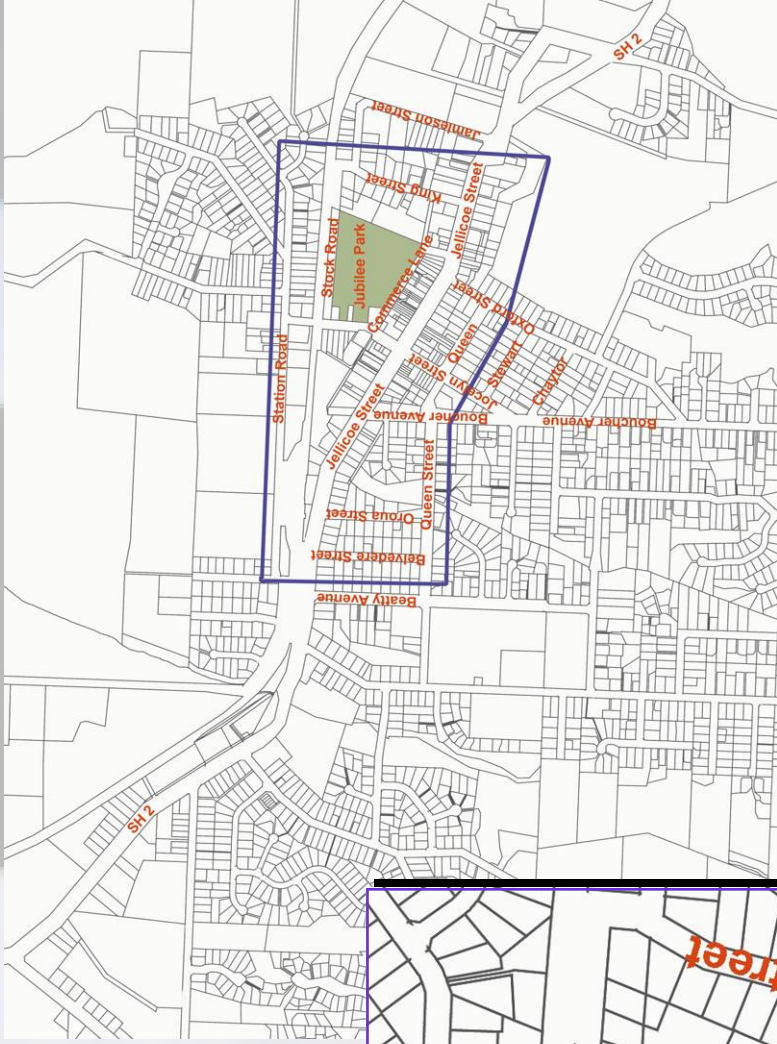 SH 2
Jamieson Street
King Street
Jellicoe Street
Stock Road
Jubilee Park
Commerce Lane
Oxford Street
Station Road
Queen
Stewart
Jocelyn Street
Chaytor
Boucher Avenue
Boucher Avenue
Jellicoe Street
Queen Street
Oroua Street
Belvedere Street
Beatty Avenue
SH 2
treet